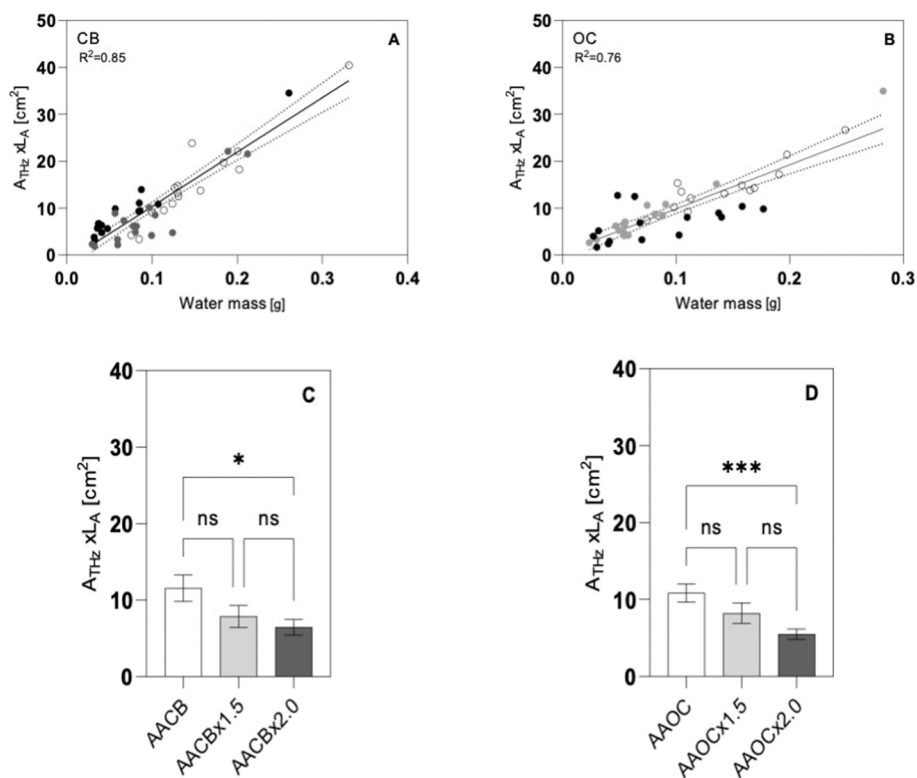 CB
A
R²=0.85
50
40
30
20
10
0
A_THz xL_A [cm²]
0.0 0.1 0.2 0.3 0.4
Water mass [g]
OC
B
R²=0.76
50
40
30
20
10
0
A_THz xL_A [cm²]
0.0 0.1 0.2 0.3
Water mass [g]
C
40
30
20
10
0
A_THz xL_A [cm²]
*
ns ns
AACB AACBx1.5 AACBx2.0
D
40
30
20
10
0
A_THz xL_A [cm²]
***
ns ns
AAOC AAOCx1.5 AAOCx2.0